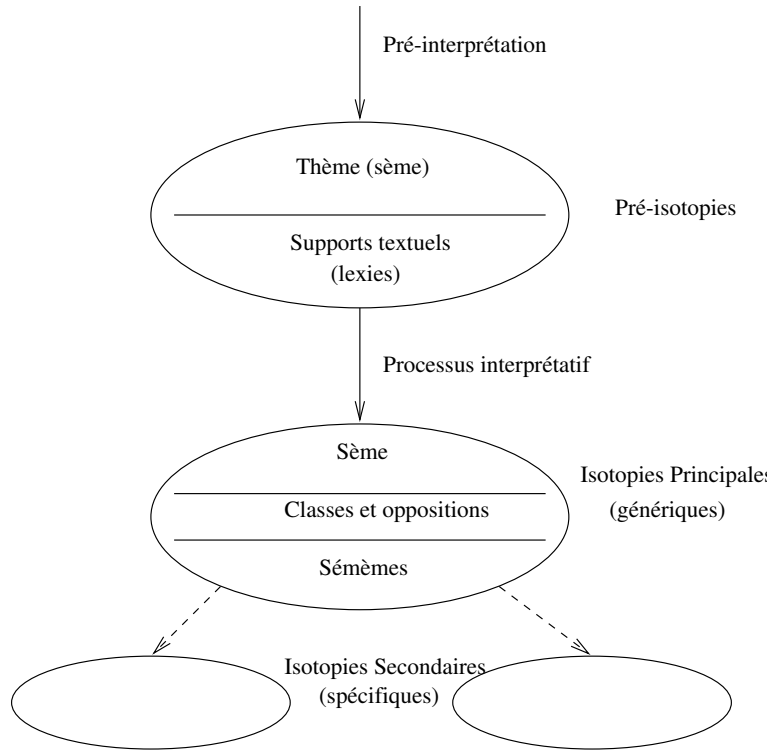 Pré-interprétation
Thème (sème)
Pré-isotopies
Supports textuels
(lexies)
Processus interprétatif
Sème
Isotopies Principales
(génériques)
Classes et oppositions
Sémèmes
Isotopies Secondaires
(spécifiques)